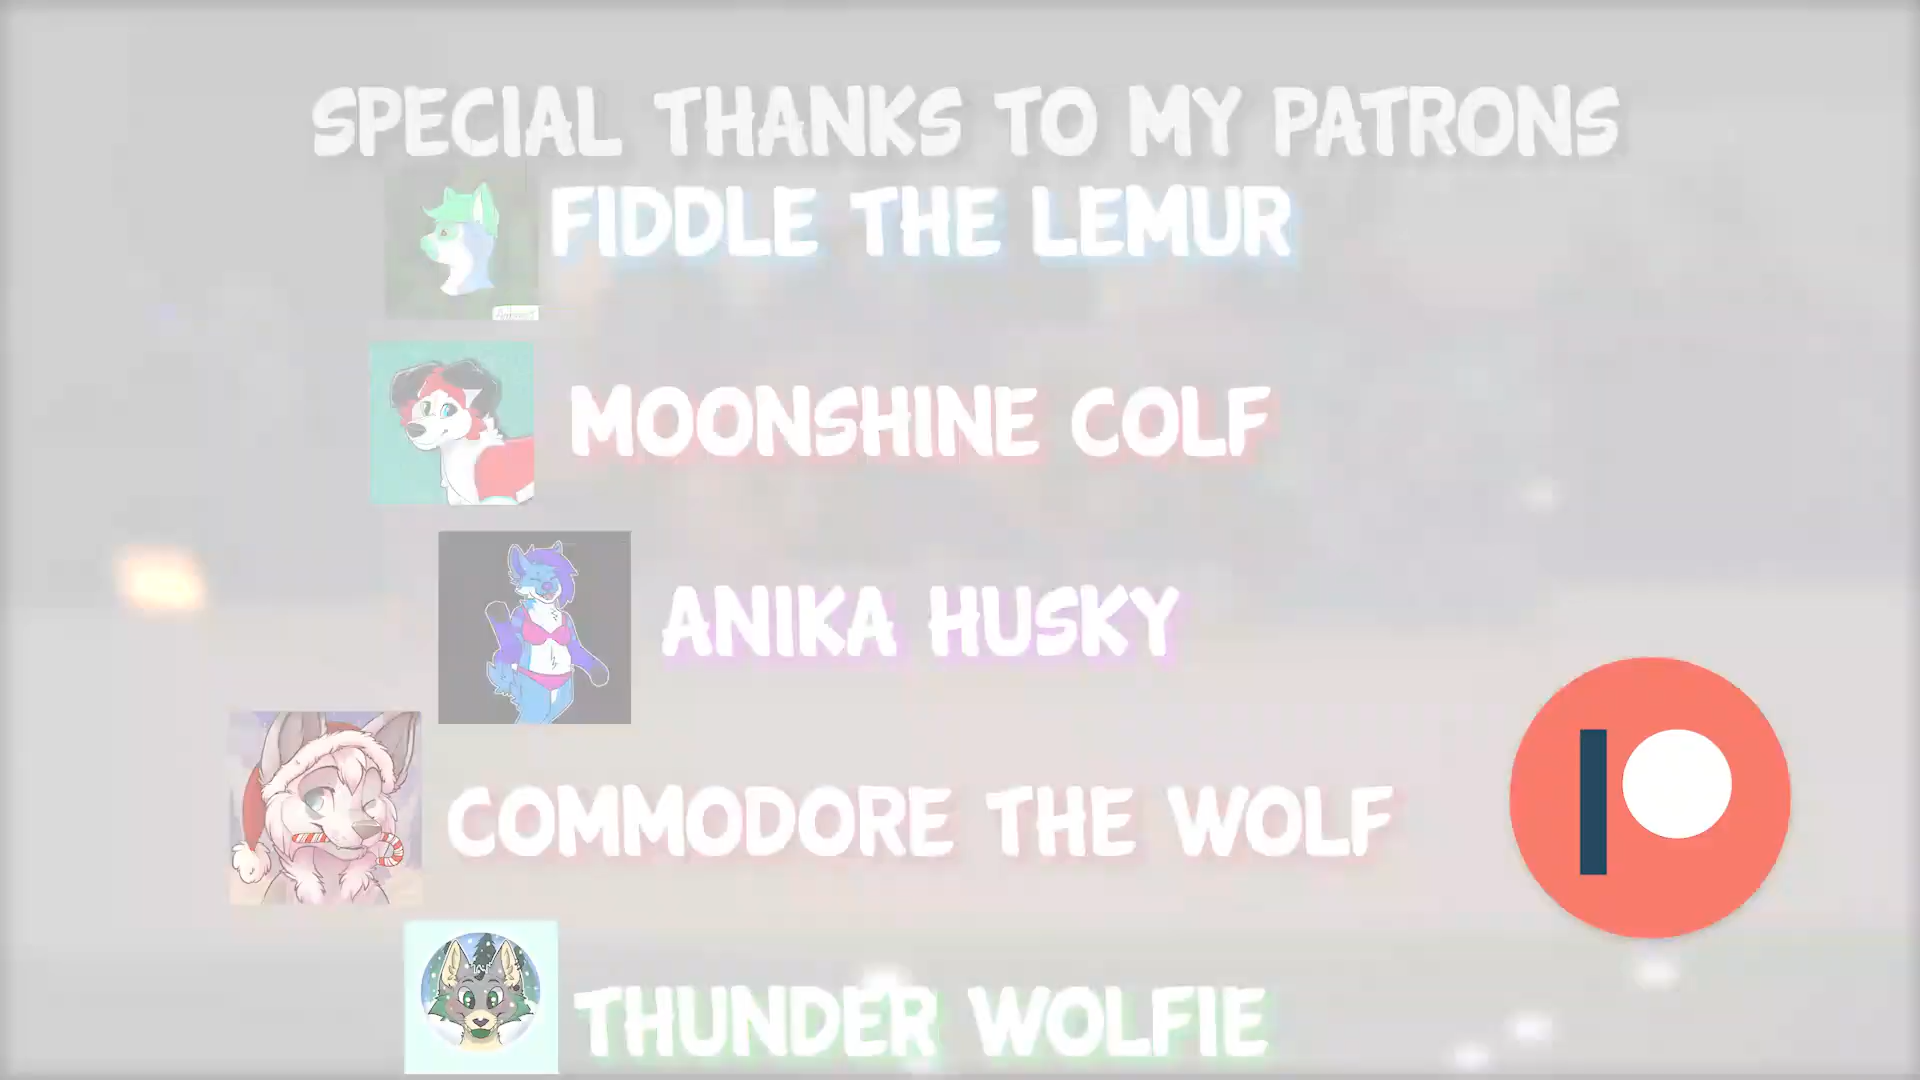 SPECIAL THANKS TO MY PATRONS
FIDDLE THE LEMUR
MOONSHINE COLF
ANIKA HUSKY
COMMODORE THE WOLF
THUNDER WOLFIE